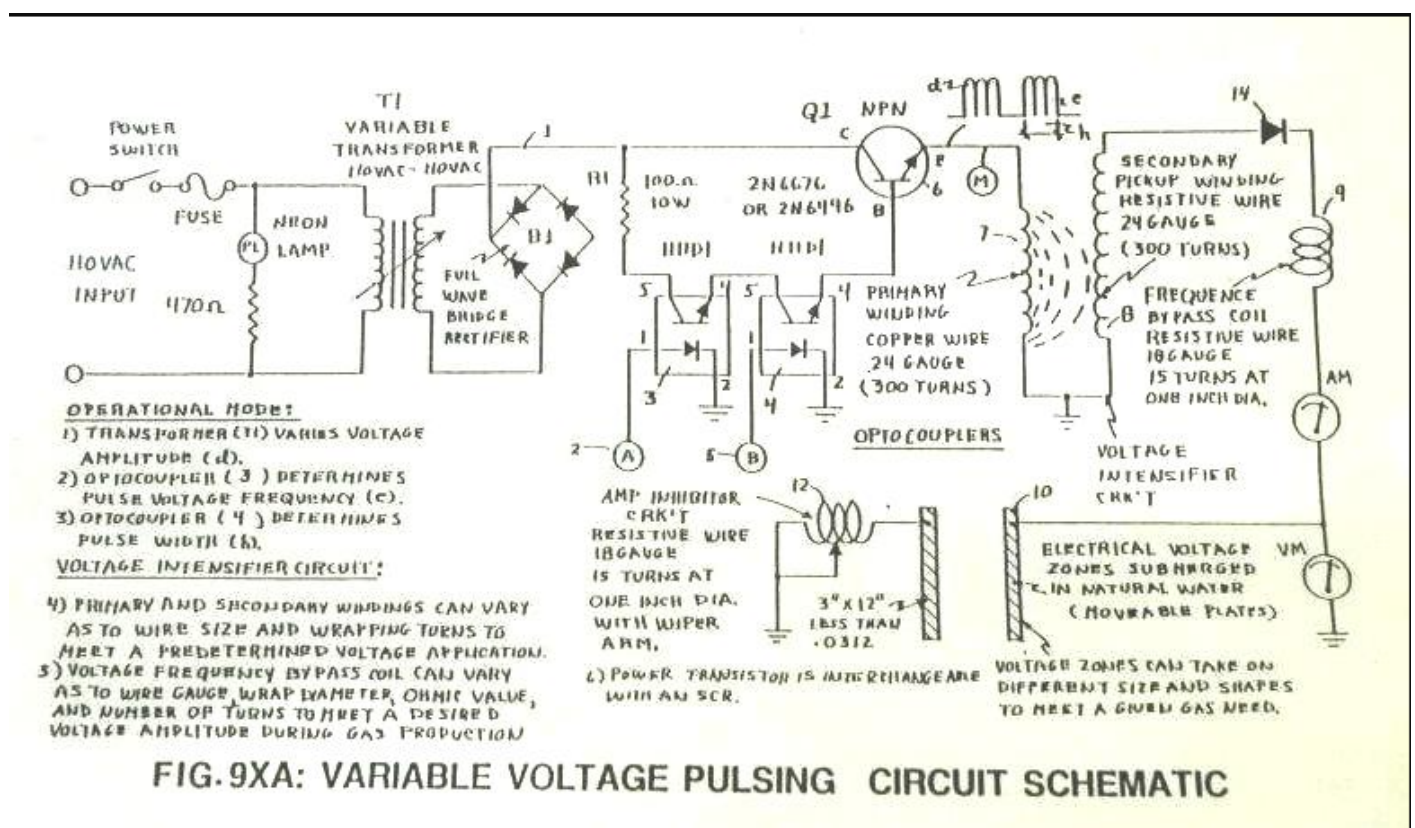 T1
VARIABLE
TRANSFORMER
110VAC-110VAC
POWER
SWITCH
FUSE
PL
NEON
LAMP
110VAC
INPUT
470Ω
B1
FULL
WAVE
BRIDGE
RECTIFIER
1
R1
100Ω
10W
Q1 NPN
C
E
B
6
2N6676
OR 2N6446
H11D1
H11D1
5
4
5
4
1
2
1
2
3
4
2
A
5
B
M
d
e
h
7
PRIMARY
WINDING
COPPER WIRE
24 GAUGE
(300 TURNS)
OPTOCOUPLERS
14
SECONDARY
PICKUP WINDING
RESISTIVE WIRE
24 GAUGE
(300 TURNS)
8
9
FREQUENCE
BYPASS COIL
RESISTIVE WIRE
18 GAUGE
15 TURNS AT
ONE INCH DIA.
AM
VOLTAGE
INTENSIFIER
CRK'T
OPERATIONAL MODE:
1) TRANSFORMER (T1) VARIES VOLTAGE
AMPLITUDE (d).
2) OPTOCOUPLER (3) DETERMINES
PULSE VOLTAGE FREQUENCY (e).
3) OPTOCOUPLER (4) DETERMINES
PULSE WIDTH (h).
VOLTAGE INTENSIFIER CIRCUIT:
4) PRIMARY AND SECONDARY WINDINGS CAN VARY
AS TO WIRE SIZE AND WRAPPING TURNS TO
MEET A PREDETERMINED VOLTAGE APPLICATION.
5) VOLTAGE FREQUENCY BYPASS COIL CAN VARY
AS TO WIRE GAUGE, WRAP DYAMETER, OHMIC VALUE,
AND NUMBER OF TURNS TO MEET A DESIRED
VOLTAGE AMPLITUDE DURING GAS PRODUCTION
AMP INHIBITOR
CRK'T
RESISTIVE WIRE
18 GAUGE
15 TURNS AT
ONE INCH DIA.
WITH WIPER
ARM.
12
3" X 12"
LESS THAN
.0312
10
ELECTRICAL VOLTAGE
ZONES SUBMERGED
IN NATURAL WATER
(MOVEABLE PLATES)
VM
6) POWER TRANSISTOR IS INTERCHANGEABLE
WITH AN SCR.
VOLTAGE ZONES CAN TAKE ON
DIFFERENT SIZE AND SHAPES
TO MEET A GIVEN GAS NEED.
FIG.9XA: VARIABLE VOLTAGE PULSING CIRCUIT SCHEMATIC